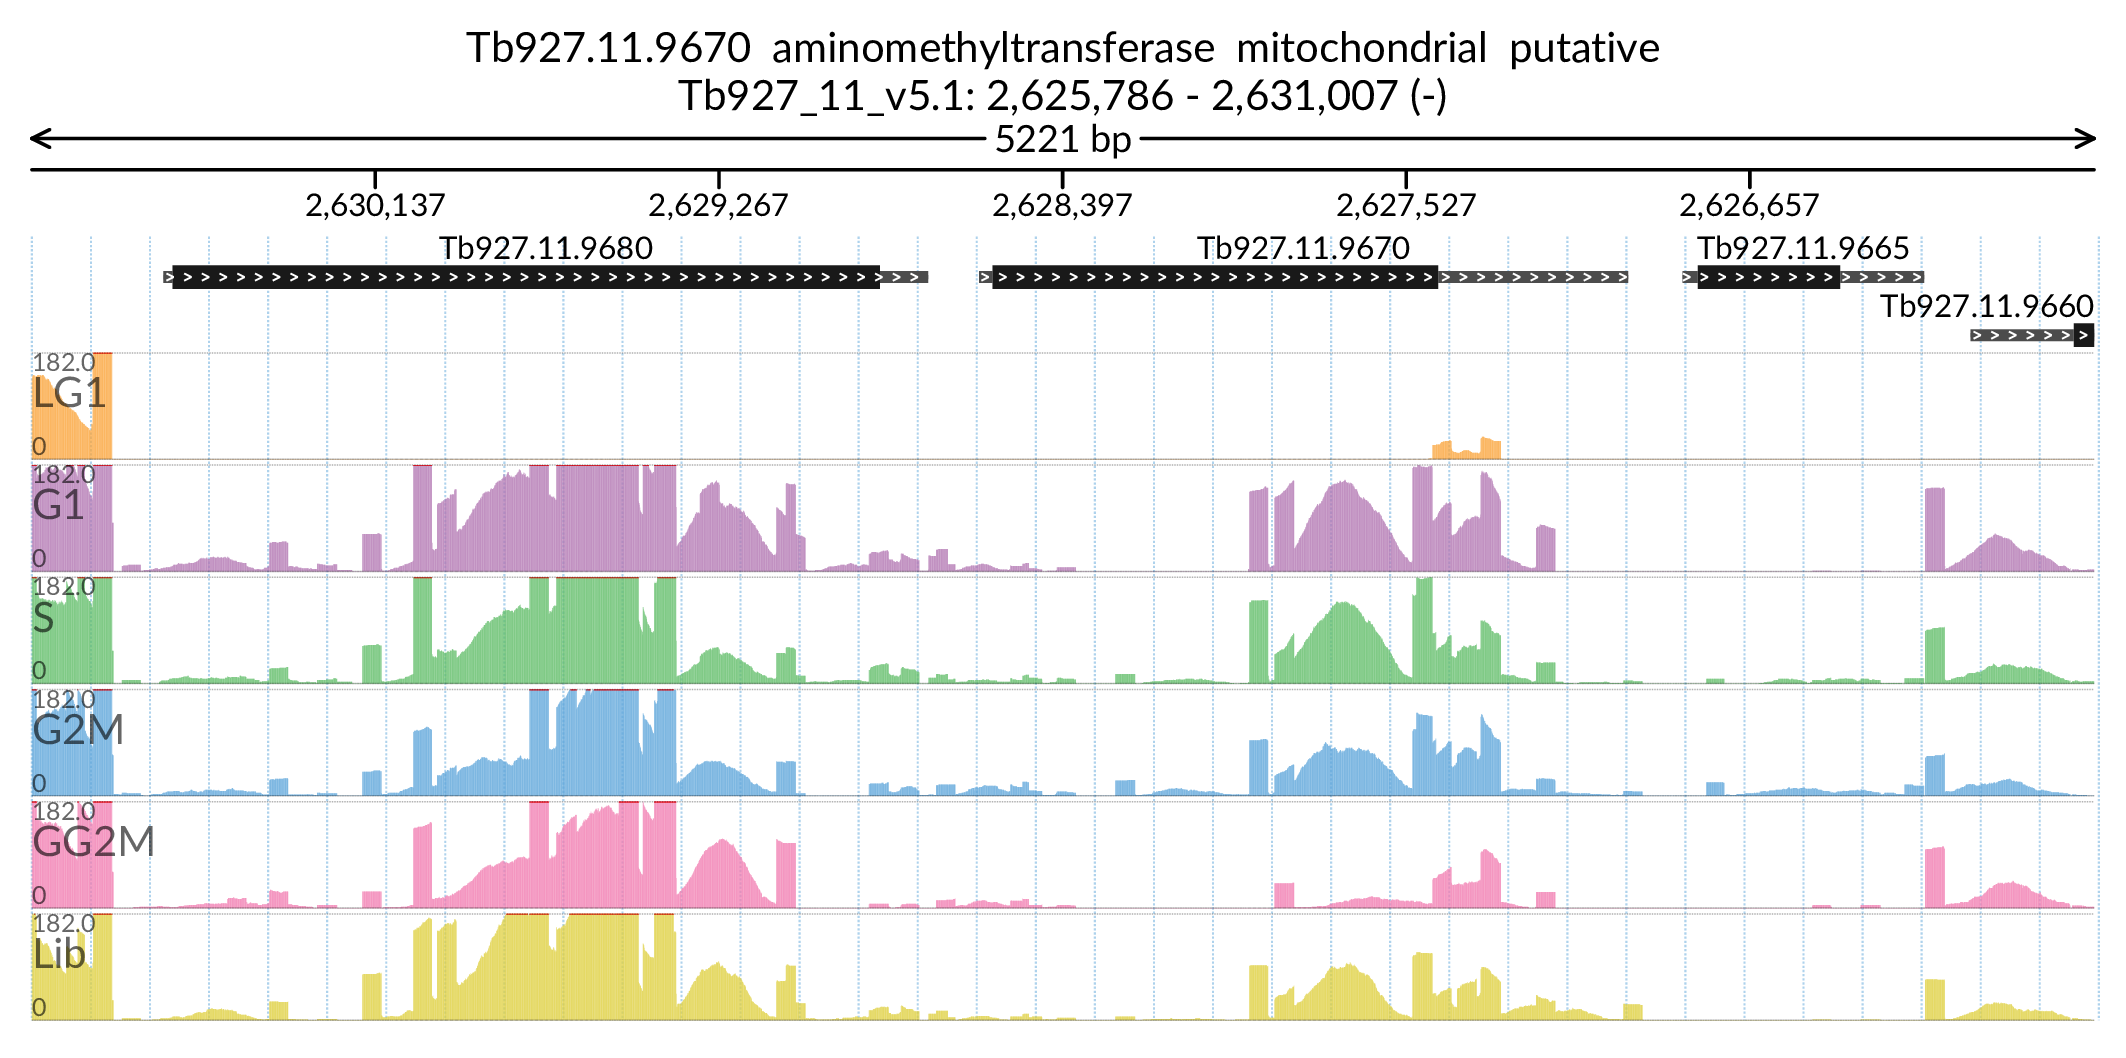 Tb927.11.9670 aminomethyltransferase mitochondrial putative
Tb927_11_v5.1: 2,625,786 - 2,631,007 (-)
5221 bp
2,630,137 2,629,267 2,628,397 2,627,527 2,626,657
Tb927.11.9680 Tb927.11.9670 Tb927.11.9665
Tb927.11.9660
182.0
LG1
0
182.0
G1
0
182.0
S
0
182.0
G2M
0
182.0
GG2M
0
182.0
Lib
0